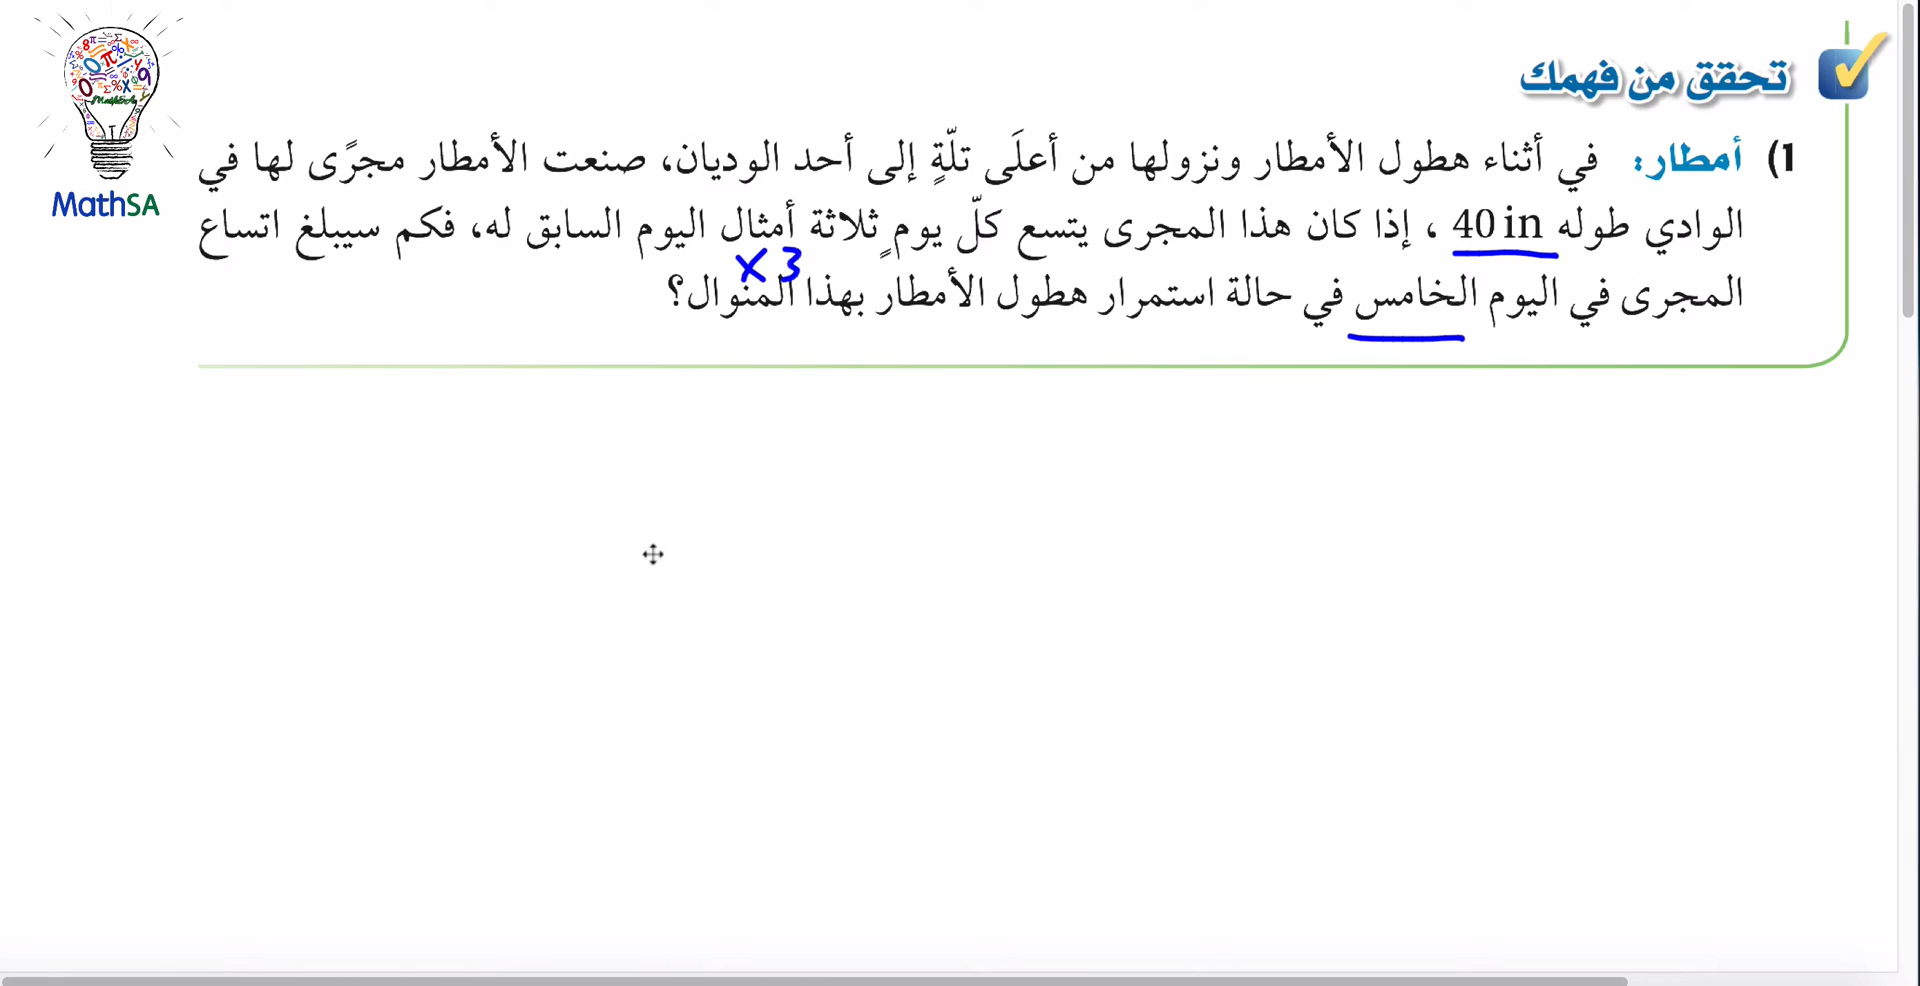 تحقق من فهمك
1) أمطار: في أثناء هطول الأمطار ونزولها من أعلَى تلّةٍ إلى أحد الوديان، صنعت الأمطار مجرًى لها في
الوادي طوله 40 in ، إذا كان هذا المجرى يتسع كلّ يومٍ ثلاثة أمثال اليوم السابق له، فكم سيبلغ اتساع
× 3
المجرى في اليوم الخامس في حالة استمرار هطول الأمطار بهذا المنوال؟
MathSA